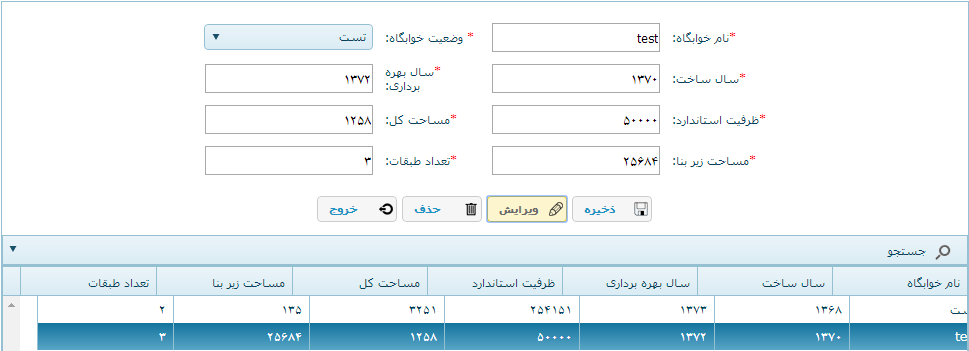 *نام خوابگاه: test * وضعیت خوابگاه: تست
*سال ساخت: ۱۳۷۰ *سال بهره برداری: ۱۳۷۲
*ظرفیت استاندارد: ۵۰۰۰۰ *مساحت کل: ۱۲۵۸
*مساحت زیر بنا: ۲۵۶۸۴ *تعداد طبقات: ۳
ذخیره ویرایش حذف خروج
جستجو
نام خوابگاه سال ساخت سال بهره برداری ظرفیت استاندارد مساحت کل مساحت زیر بنا تعداد طبقات
ست ۱۳۶۸ ۱۳۷۳ ۲۵۴۱۵۱ ۳۲۵۱ ۱۳۵ ۲
te ۱۳۷۰ ۱۳۷۲ ۵۰۰۰۰ ۱۲۵۸ ۲۵۶۸۴ ۳